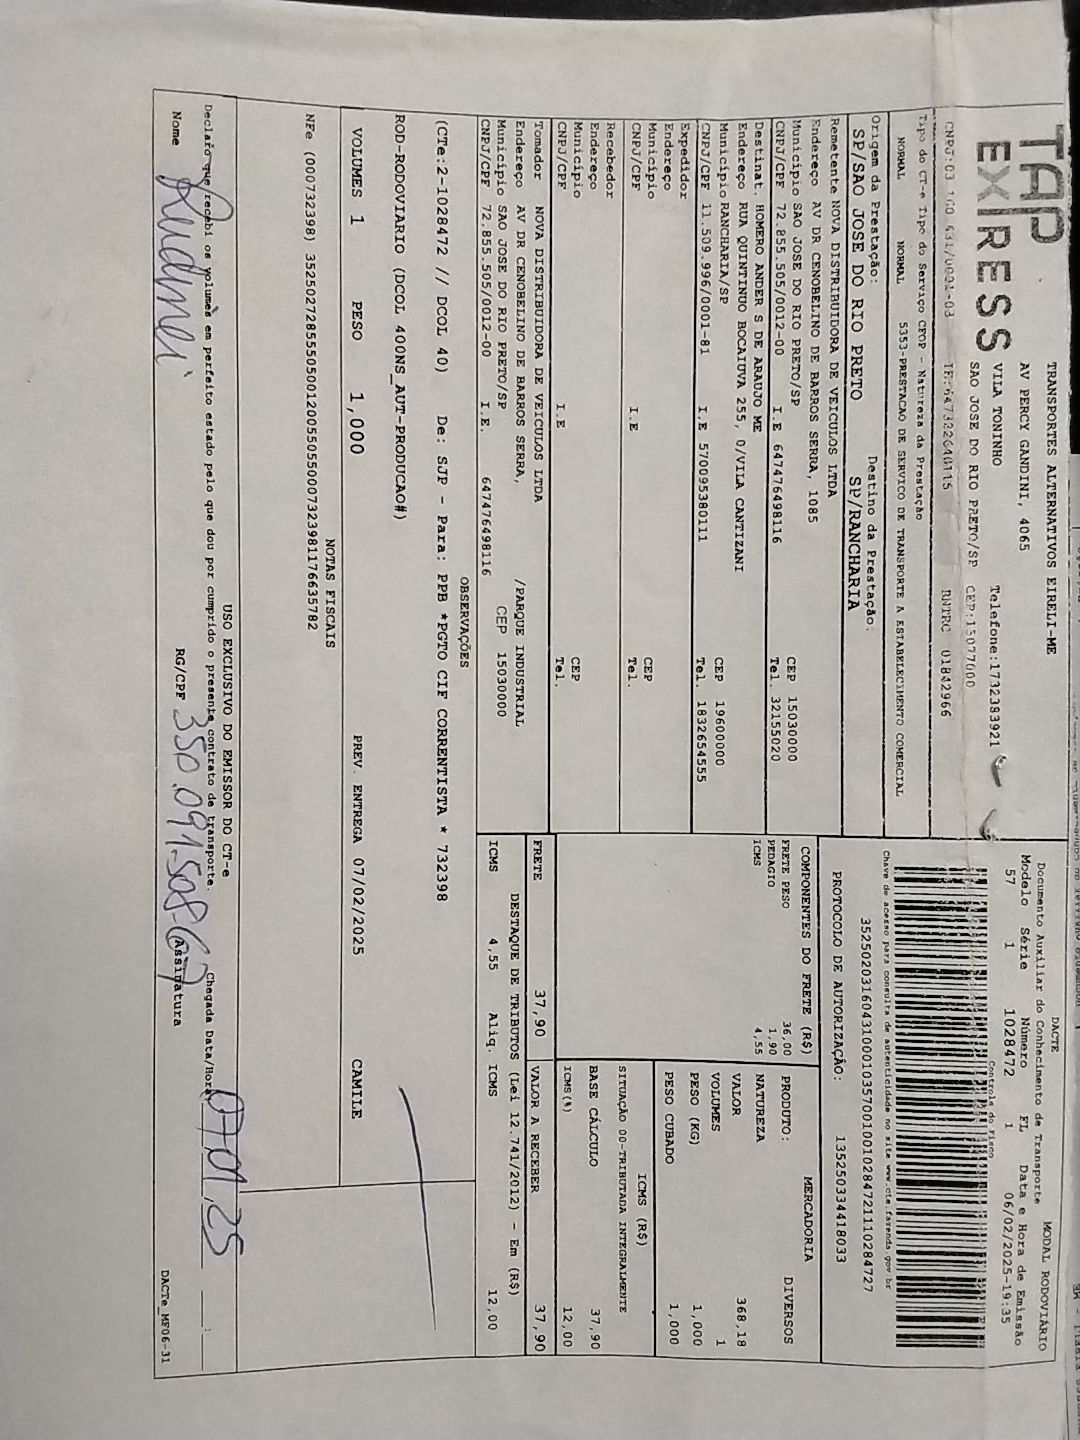 TAP EXPRESS
TRANSPORTES ALTERNATIVOS EIRELI-ME
AV PERCY GANDINI, 4065
VILA TONINHO Telefone:1732383921
SAO JOSE DO RIO PRETO/SP CEP:15077000
IE:647322640115 RNTRC 01842966
Tipo do CT-e Tipo do Serviço CFOP - Natureza da Prestação
NORMAL NORMAL 5353-PRESTACAO DE SERVICO DE TRANSPORTE A ESTABELECIMENTO COMERCIAL
Origem da Prestação: Destino da Prestação:
SP/SAO JOSE DO RIO PRETO SP/RANCHARIA
Remetente NOVA DISTRIBUIDORA DE VEICULOS LTDA
Endereço AV DR CENOBELINO DE BARROS SERRA, 1085
Município SAO JOSE DO RIO PRETO/SP CEP 15030000
CNPJ/CPF 72.855.505/0012-00 I.E 647476498116 Tel. 32155020
Destinat. HOMERO ANDER S DE ARAUJO ME
Endereço RUA QUINTINUO BOCAIUVA 255, 0/VILA CANTIZANI
Município RANCHARIA/SP CEP 19600000
CNPJ/CPF 11.509.996/0001-81 I.E 570095380111 Tel. 1832654555
Expedidor
Endereço
Município CEP
CNPJ/CPF I.E Tel.
Recebedor
Endereço
Município CEP
CNPJ/CPF I.E Tel.
Tomador NOVA DISTRIBUIDORA DE VEICULOS LTDA
Endereço AV DR CENOBELINO DE BARROS SERRA, /PARQUE INDUSTRIAL
Município SAO JOSE DO RIO PRETO/SP CEP 15030000
CNPJ/CPF 72.855.505/0012-00 I.E. 647476498116
DACTE MODAL RODOVIÁRIO
Documento Auxiliar do Conhecimento de Transporte
Modelo Série Número FL Data e Hora de Emissão
57 1 1028472 1 06/02/2025-19:35
Controle do Fisco
Chave de acesso para consulta de autenticidade no site www.cte.fazenda.gov.br
35250203160431000103570010010284721110284727
PROTOCOLO DE AUTORIZAÇÃO: 135250334418033
COMPONENTES DO FRETE (R$)
FRETE PESO 36,00
PEDAGIO 1,90
ICMS 4,55
MERCADORIA
PRODUTO: DIVERSOS
NATUREZA
VALOR 368,18
VOLUMES 1
PESO (KG) 1,000
PESO CUBADO 1,000
ICMS (R$)
SITUAÇÃO 00-TRIBUTADA INTEGRALMENTE
BASE CÁLCULO 37,90
ICMS(%) 12,00
FRETE 37,90 VALOR A RECEBER 37,90
DESTAQUE DE TRIBUTOS (Lei 12.741/2012) - Em (R$)
ICMS 4,55 Aliq. ICMS 12,00
OBSERVAÇÕES
(CTe:2-1028472 // DCOL 40) De: SJP - Para: PPB *PGTO CIF CORRENTISTA * 732398
ROD-RODOVIARIO (DCOL 400NS_AUT-PRODUCAO#)
VOLUMES 1 PESO 1,000 PREV. ENTREGA 07/02/2025 CAMILE
NOTAS FISCAIS
USO EXCLUSIVO DO EMISSOR DO CT-e
Declaro que recebi os volumes em perfeito estado pelo que dou por cumprido o presente contrato de transporte. Chegada Data/Hora
Nome RG/CPF 350.091.508-67 Assinatura
DACTe_MF06-31